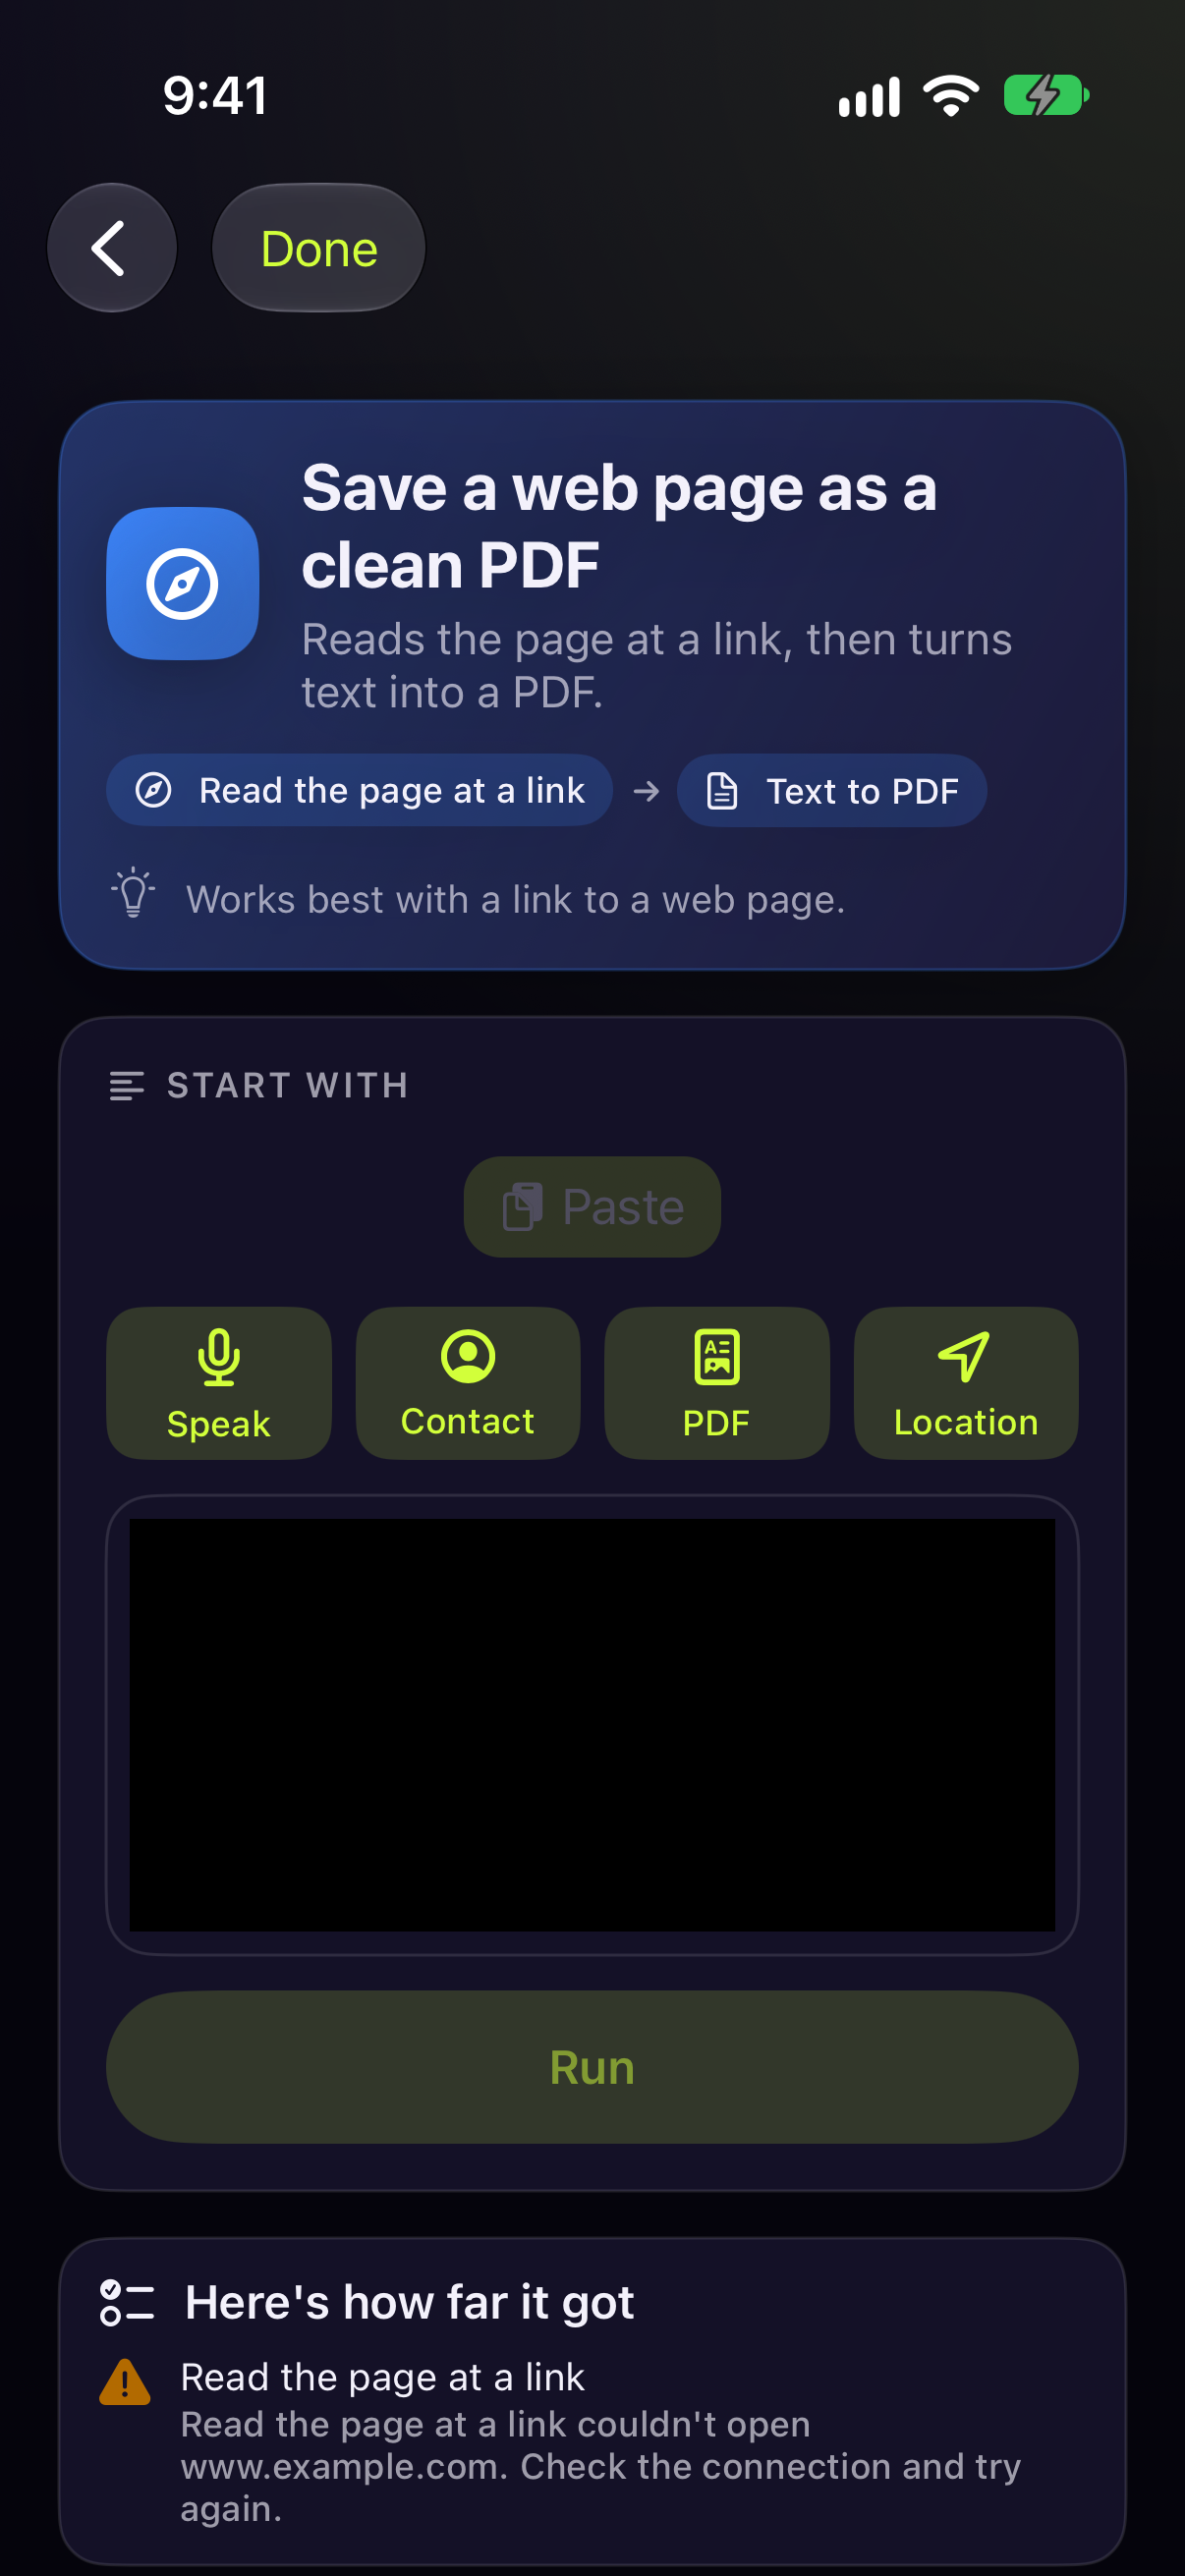 9:41
Done
Save a web page as a
clean PDF
Reads the page at a link, then turns
text into a PDF.
Read the page at a link → Text to PDF
Works best with a link to a web page.
START WITH
Paste
Speak Contact PDF Location
Run
Here's how far it got
Read the page at a link
Read the page at a link couldn't open
www.example.com. Check the connection and try
again.